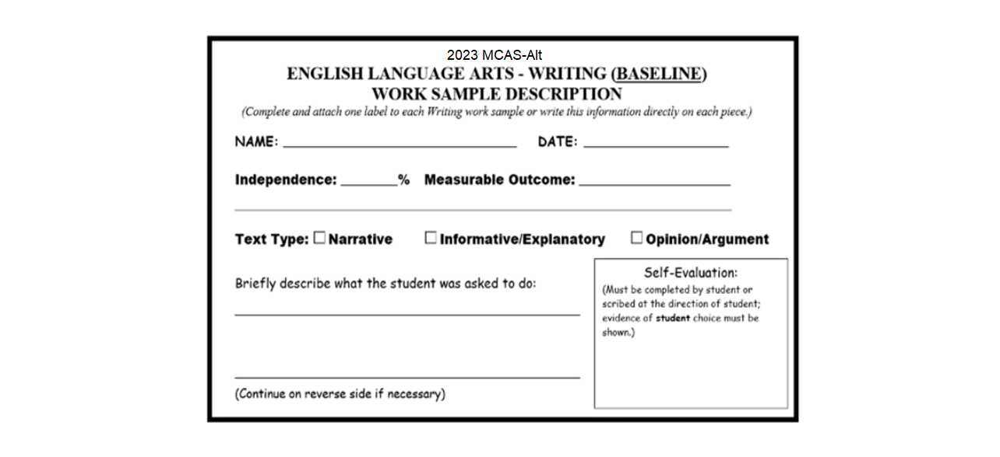 2023 MCAS-Alt
ENGLISH LANGUAGE ARTS - WRITING (BASELINE)
WORK SAMPLE DESCRIPTION
(Complete and attach one label to each Writing work sample or write this information directly on each piece.)
NAME: ______________ DATE: ______________
Independence: _______% Measurable Outcome: ______________
Text Type: ☐ Narrative ☐ Informative/Explanatory ☐ Opinion/Argument
Briefly describe what the student was asked to do:
(Continue on reverse side if necessary)
Self-Evaluation:
(Must be completed by student or
scribed at the direction of student;
evidence of student choice must be
shown.)